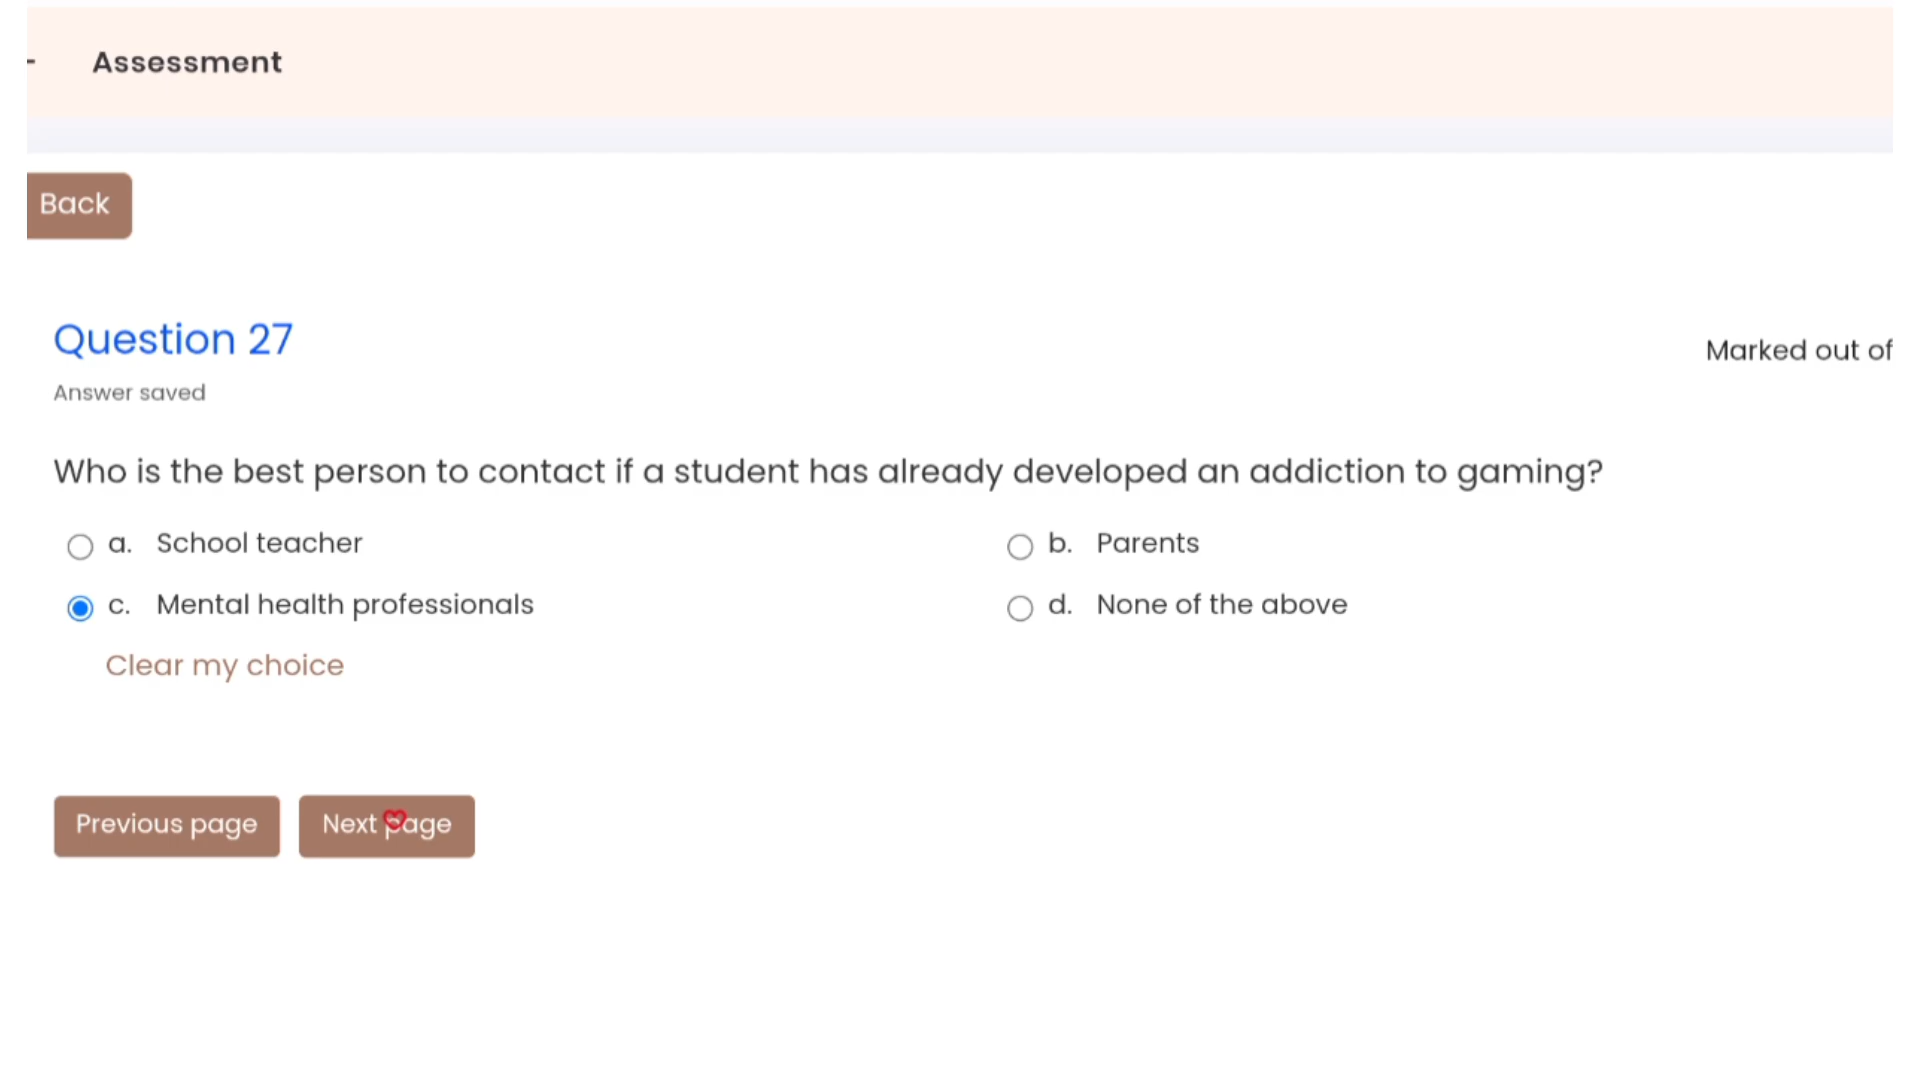 Assessment
Back
Question 27
Marked out of
Answer saved
Who is the best person to contact if a student has already developed an addiction to gaming?
a. School teacher
b. Parents
c. Mental health professionals
d. None of the above
Clear my choice
Previous page
Next page